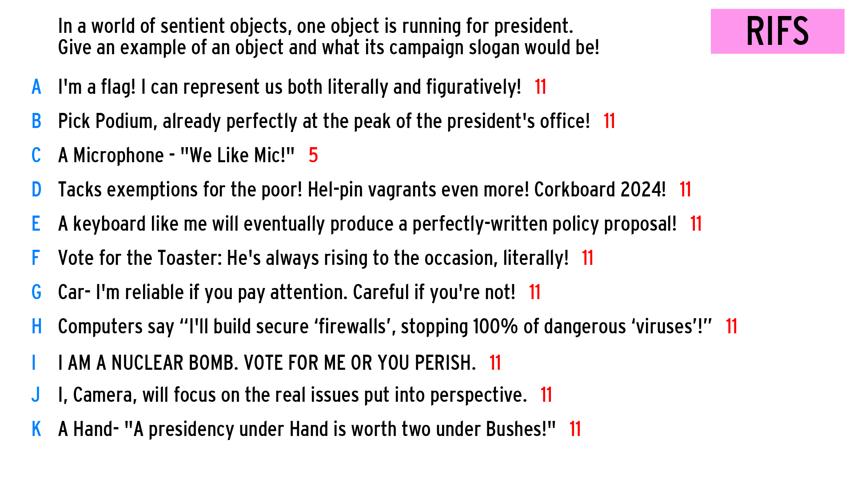 In a world of sentient objects, one object is running for president.
Give an example of an object and what its campaign slogan would be!
RIFS
A I'm a flag! I can represent us both literally and figuratively! 11
B Pick Podium, already perfectly at the peak of the president's office! 11
C A Microphone - "We Like Mic!" 5
D Tacks exemptions for the poor! Hel-pin vagrants even more! Corkboard 2024! 11
E A keyboard like me will eventually produce a perfectly-written policy proposal! 11
F Vote for the Toaster: He's always rising to the occasion, literally! 11
G Car- I'm reliable if you pay attention. Careful if you're not! 11
H Computers say “I'll build secure ‘firewalls’, stopping 100% of dangerous ‘viruses’!” 11
I I AM A NUCLEAR BOMB. VOTE FOR ME OR YOU PERISH. 11
J I, Camera, will focus on the real issues put into perspective. 11
K A Hand- "A presidency under Hand is worth two under Bushes!" 11